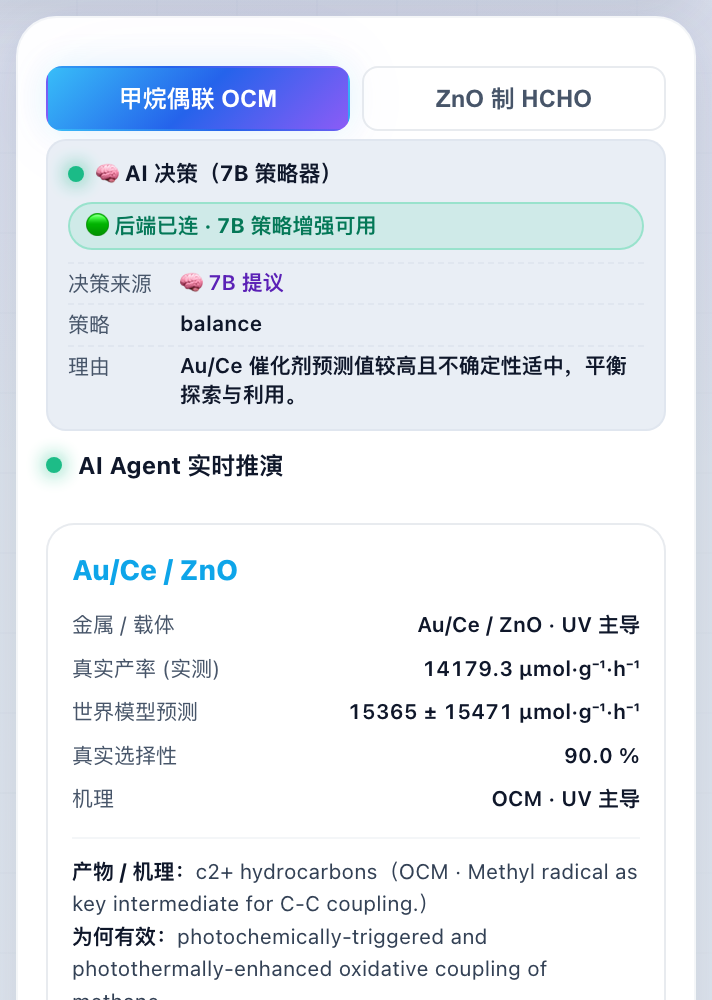 甲烷偶联 OCM
ZnO 制 HCHO
AI 决策（7B 策略器）
后端已连 · 7B 策略增强可用
决策来源 7B 提议
策略 balance
理由 Au/Ce 催化剂预测值较高且不确定性适中，平衡
探索与利用。
AI Agent 实时推演
Au/Ce / ZnO
金属 / 载体 Au/Ce / ZnO · UV 主导
真实产率 (实测) 14179.3 μmol·g⁻¹·h⁻¹
世界模型预测 15365 ± 15471 μmol·g⁻¹·h⁻¹
真实选择性 90.0 %
机理 OCM · UV 主导
产物 / 机理：c2+ hydrocarbons（OCM · Methyl radical as
key intermediate for C-C coupling.）
为何有效：photochemically-triggered and
photothermally-enhanced oxidative coupling of
methane